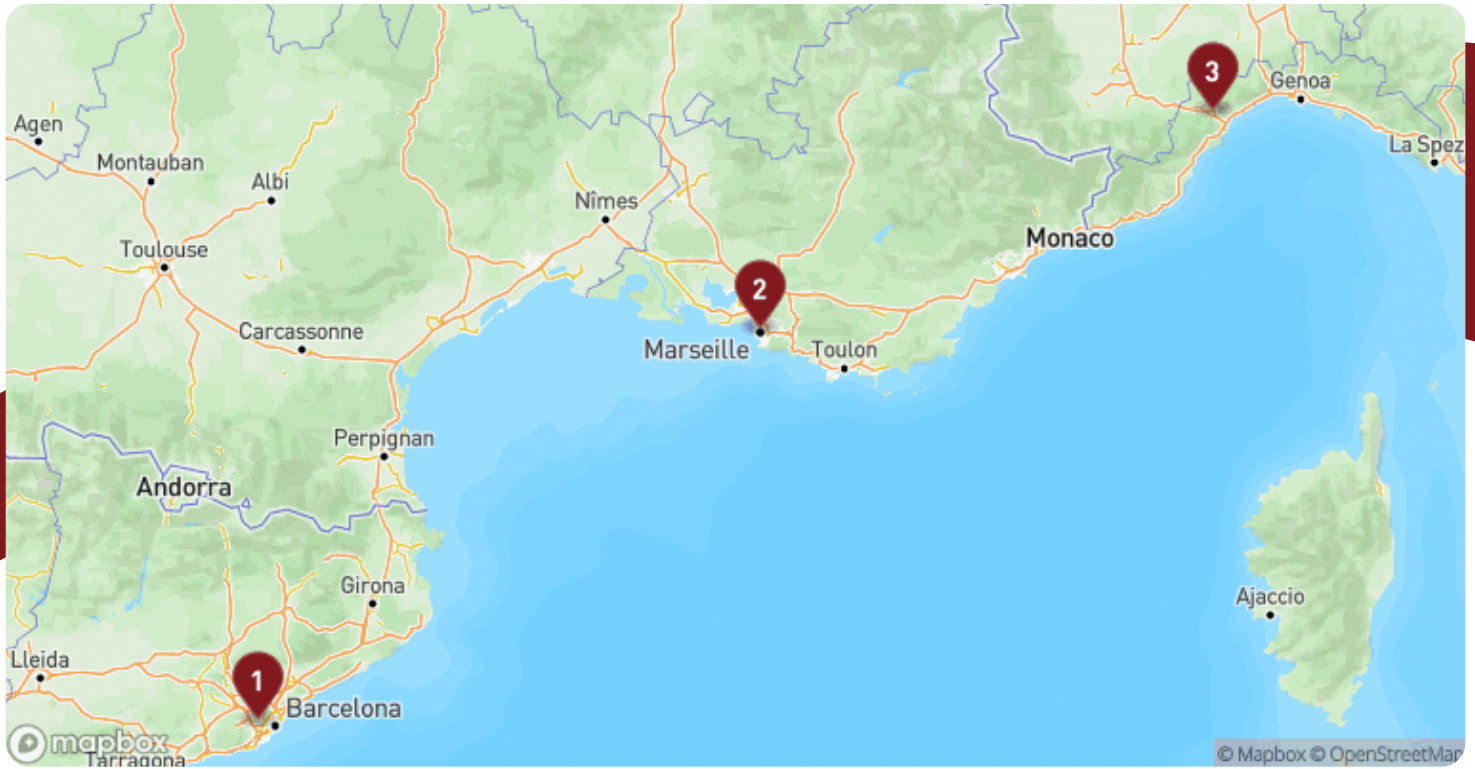 3
Genoa
Agen
La Spez
Montauban
Albi
Nîmes
Monaco
Toulouse
2
Carcassonne
Marseille
Toulon
Perpignan
Andorra
Girona
Ajaccio
Lleida
1
Barcelona
mapbox
Tarragona
© Mapbox © OpenStreetMap